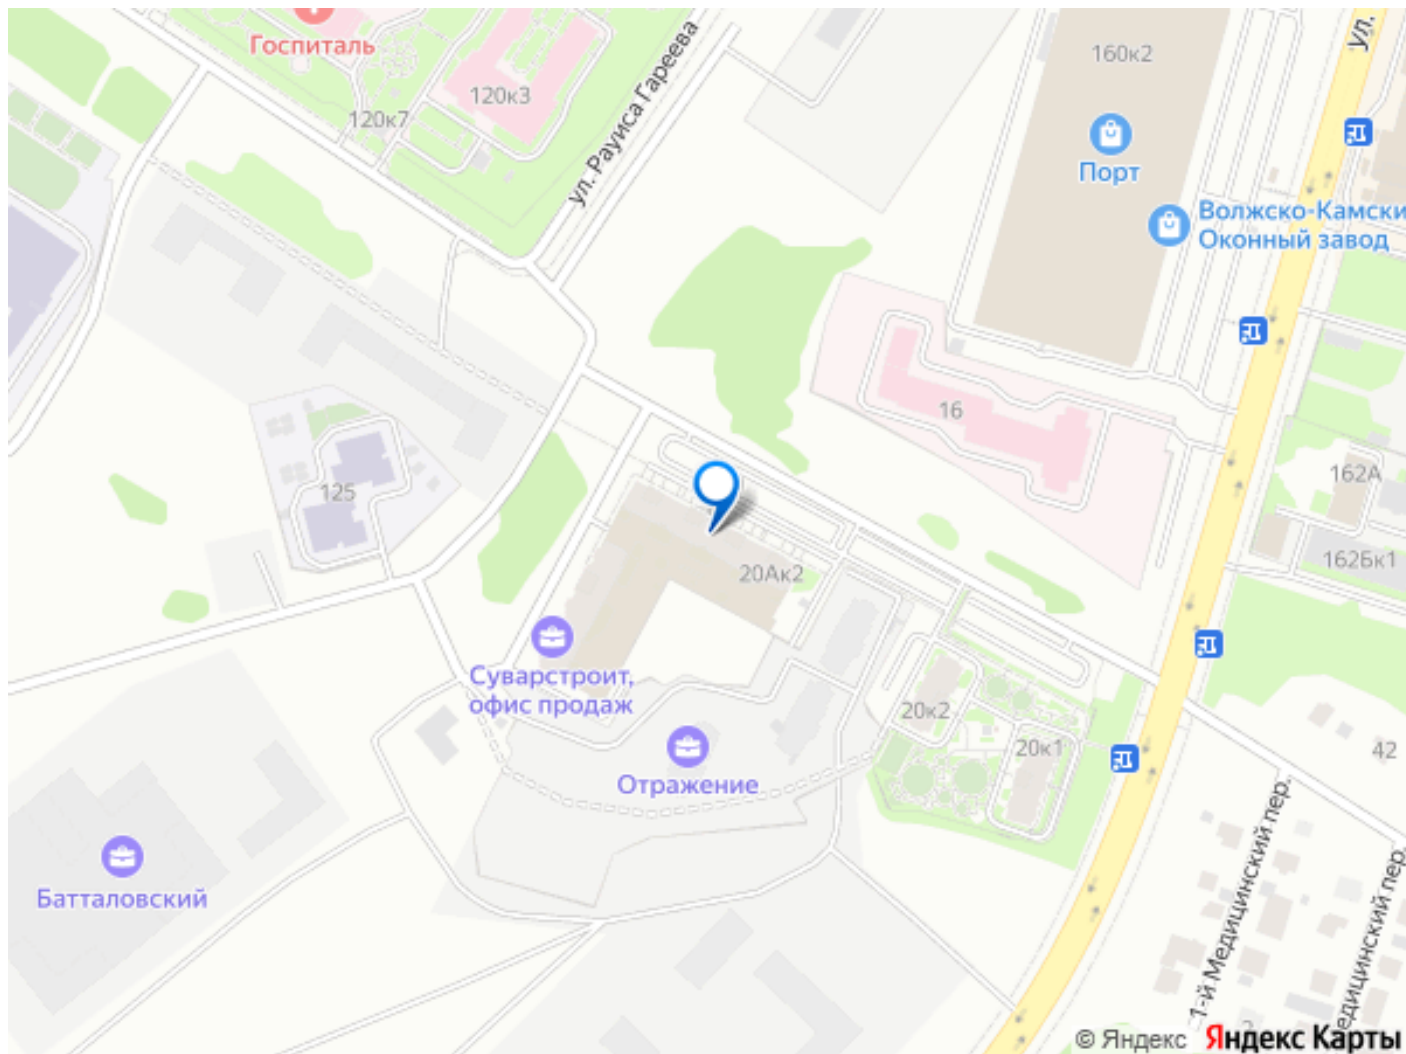 Госпиталь
120к3
120к7
ул. Рауиса Гареева
160к2
ул.
Порт
Волжско-Камски
Оконный завод
16
125
162А
162Бк1
20Ак2
Суварстроит,
офис продаж
20к2
20к1
Отражение
42
Батталовский
1-й Медицинский пер.
едицинский пер.
© Яндекс Яндекс Карты